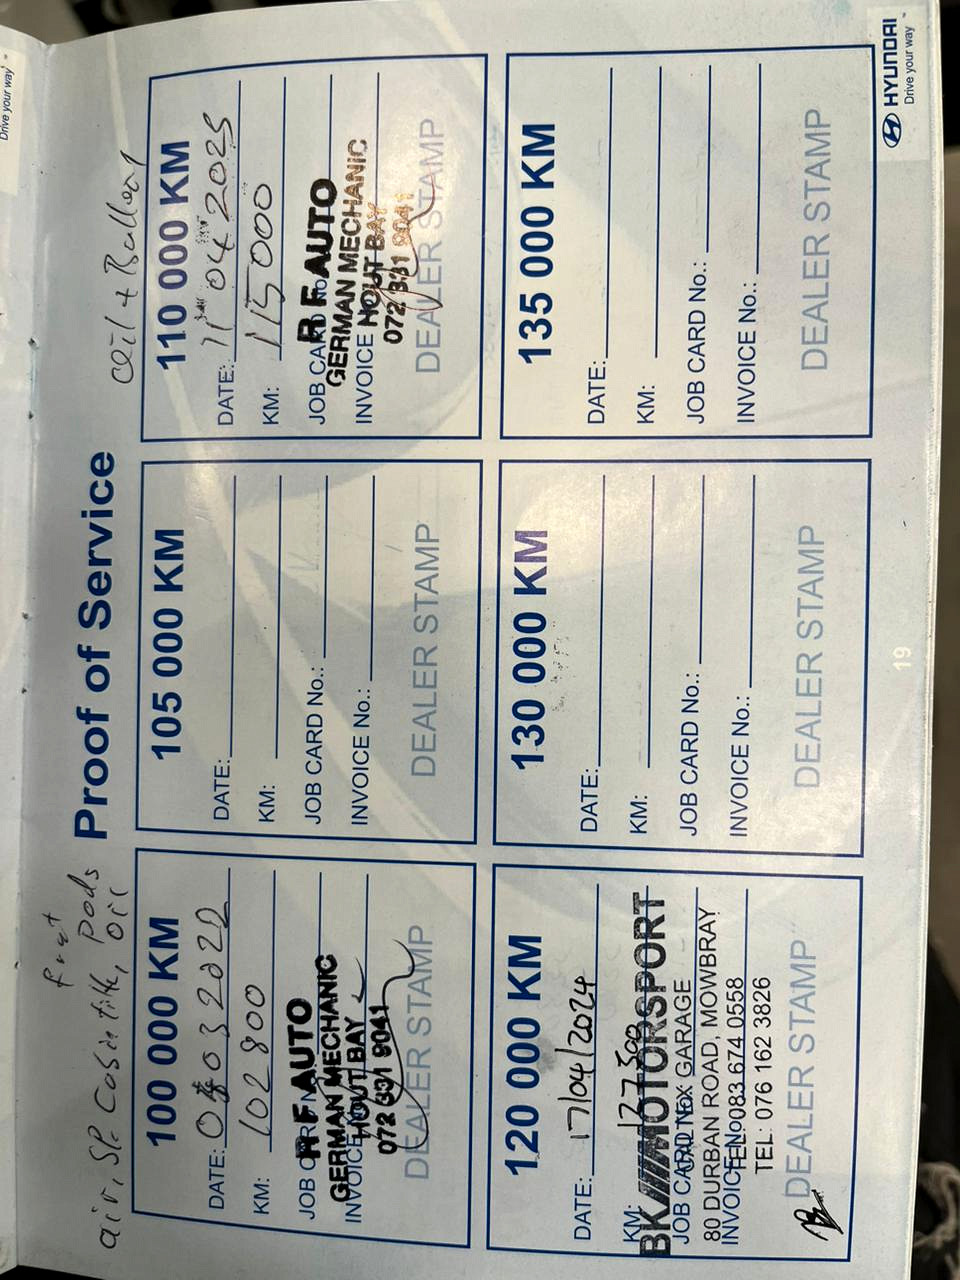 Drive your way
front
air, SP. , Pods
oil
Proof of Service
oil +
100 000 KM
DATE: 03 2022
KM: 102 800
JOB CARD No.:
INVOICE No.:
R F AUTO
GERMAN MECHANIC
HOUT BAY
072 331 9041
DEALER STAMP
105 000 KM
DATE:
KM:
JOB CARD No.:
INVOICE No.:
DEALER STAMP
110 000 KM
DATE: 11 04 2025
KM: 115 000
JOB CARD No.:
INVOICE No.:
R F AUTO
GERMAN MECHANIC
HOUT BAY
072 331 9041
DEALER STAMP
120 000 KM
DATE: 17/04/2024
KM:
BK////MOTORSPORT
JOB CARD No.:
GARAGE
80 DURBAN ROAD, MOWBRAY
INVOICE No.:
TEL: 083 674 0558
TEL: 076 162 3826
DEALER STAMP
130 000 KM
DATE:
KM:
JOB CARD No.:
INVOICE No.:
DEALER STAMP
135 000 KM
DATE:
KM:
JOB CARD No.:
INVOICE No.:
DEALER STAMP
19
HYUNDAI
Drive your way